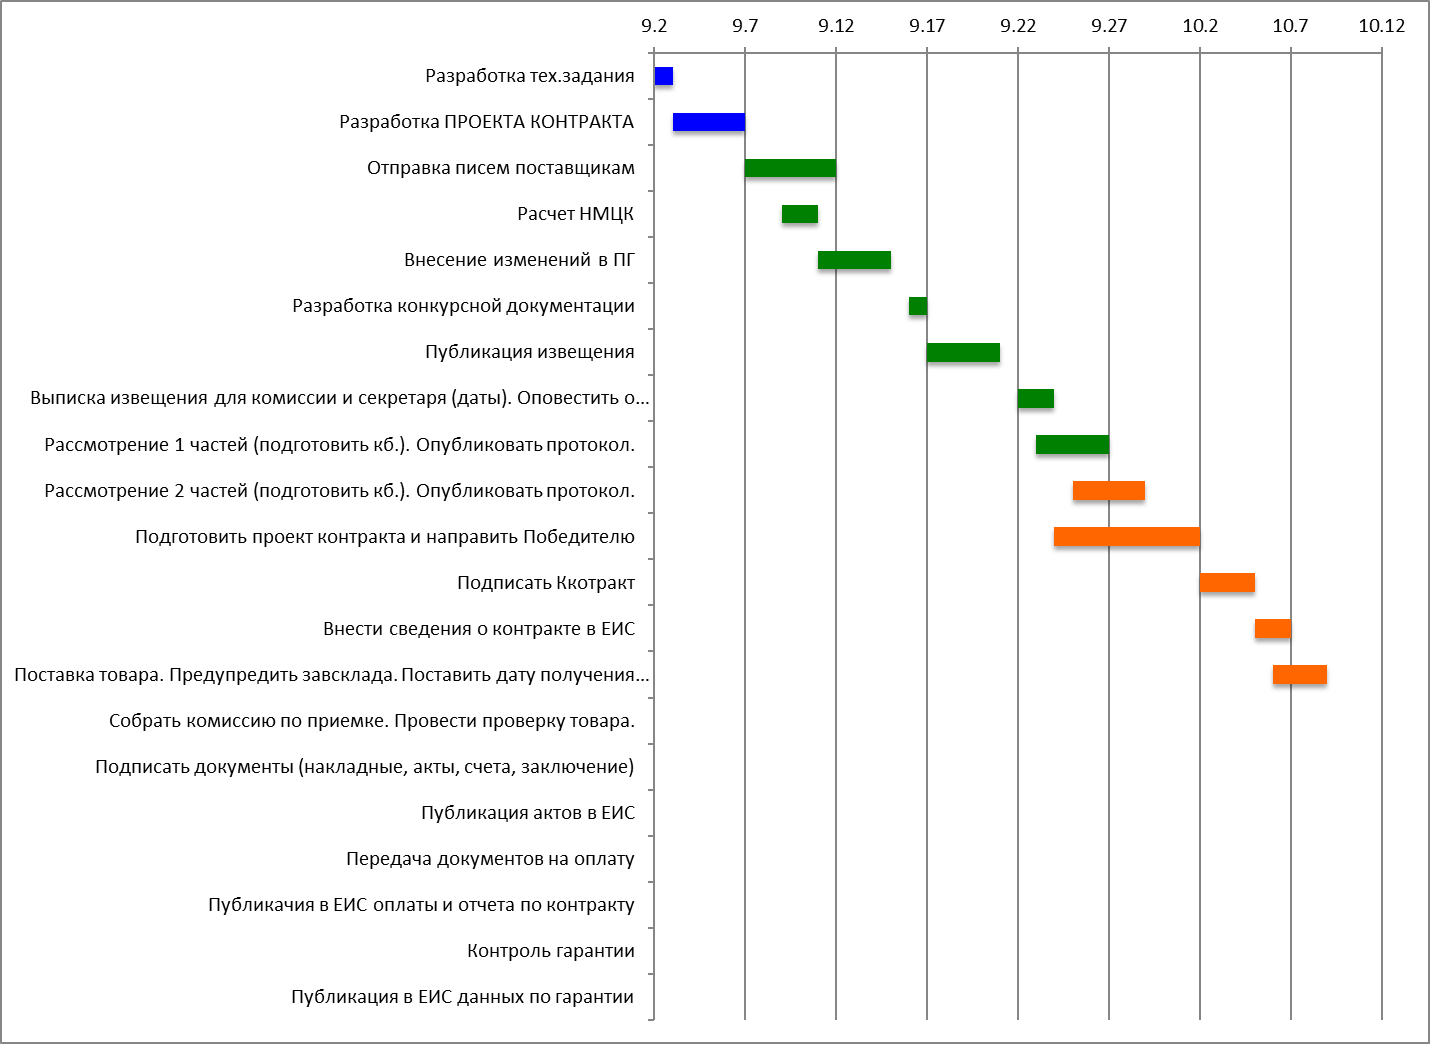 9.2 9.7 9.12 9.17 9.22 9.27 10.2 10.7 10.12
Разработка тех.задания
Разработка ПРОЕКТА КОНТРАКТА
Отправка писем поставщикам
Расчет НМЦК
Внесение изменений в ПГ
Разработка конкурсной документации
Публикация извещения
Выписка извещения для комиссии и секретаря (даты). Оповестить о...
Рассмотрение 1 частей (подготовить кб.). Опубликовать протокол.
Рассмотрение 2 частей (подготовить кб.). Опубликовать протокол.
Подготовить проект контракта и направить Победителю
Подписать Ккотракт
Внести сведения о контракте в ЕИС
Поставка товара. Предупредить завсклада. Поставить дату получения...
Собрать комиссию по приемке. Провести проверку товара.
Подписать документы (накладные, акты, счета, заключение)
Публикация актов в ЕИС
Передача документов на оплату
Публикачия в ЕИС оплаты и отчета по контракту
Контроль гарантии
Публикация в ЕИС данных по гарантии